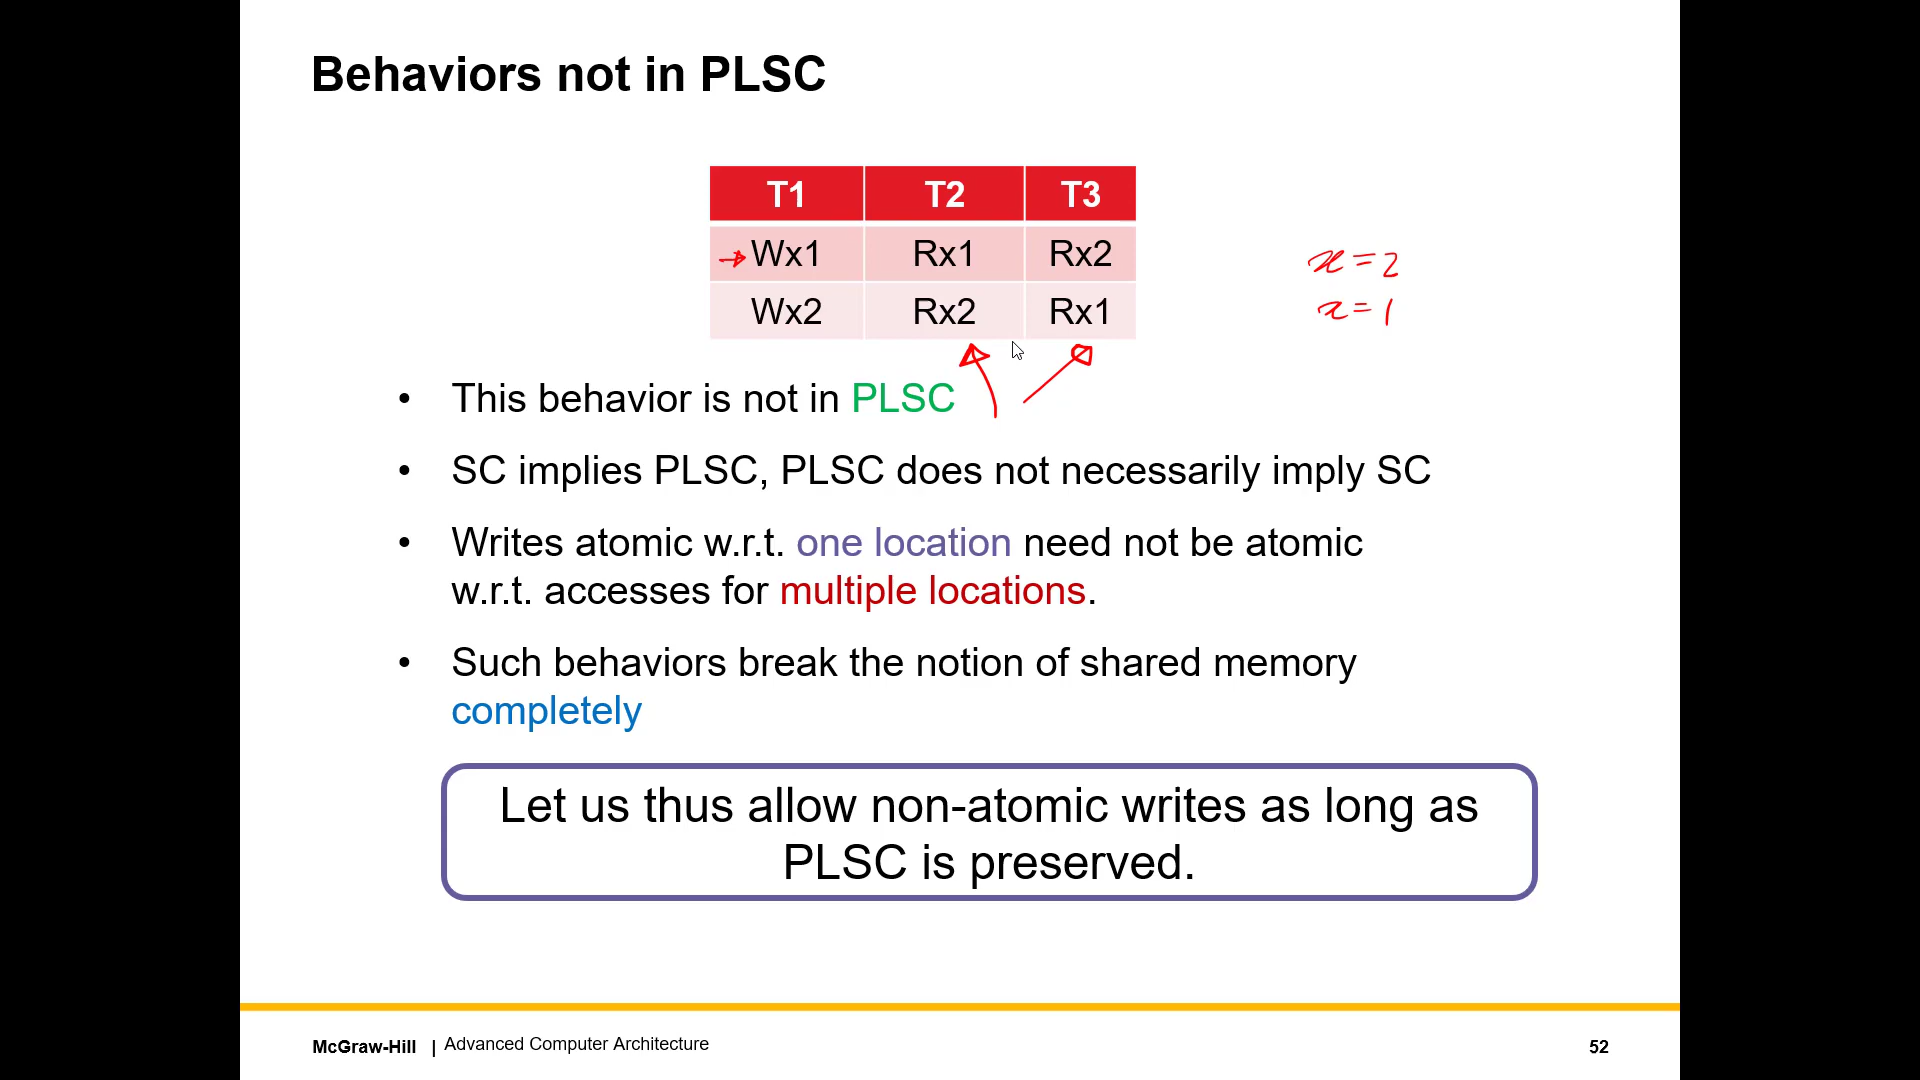 Behaviors not in PLSC
T1 T2 T3
→Wx1 Rx1 Rx2
Wx2 Rx2 Rx1
x=2
x=1
• This behavior is not in PLSC
• SC implies PLSC, PLSC does not necessarily imply SC
• Writes atomic w.r.t. one location need not be atomic
w.r.t. accesses for multiple locations.
• Such behaviors break the notion of shared memory
completely
Let us thus allow non-atomic writes as long as
PLSC is preserved.
McGraw-Hill | Advanced Computer Architecture 52